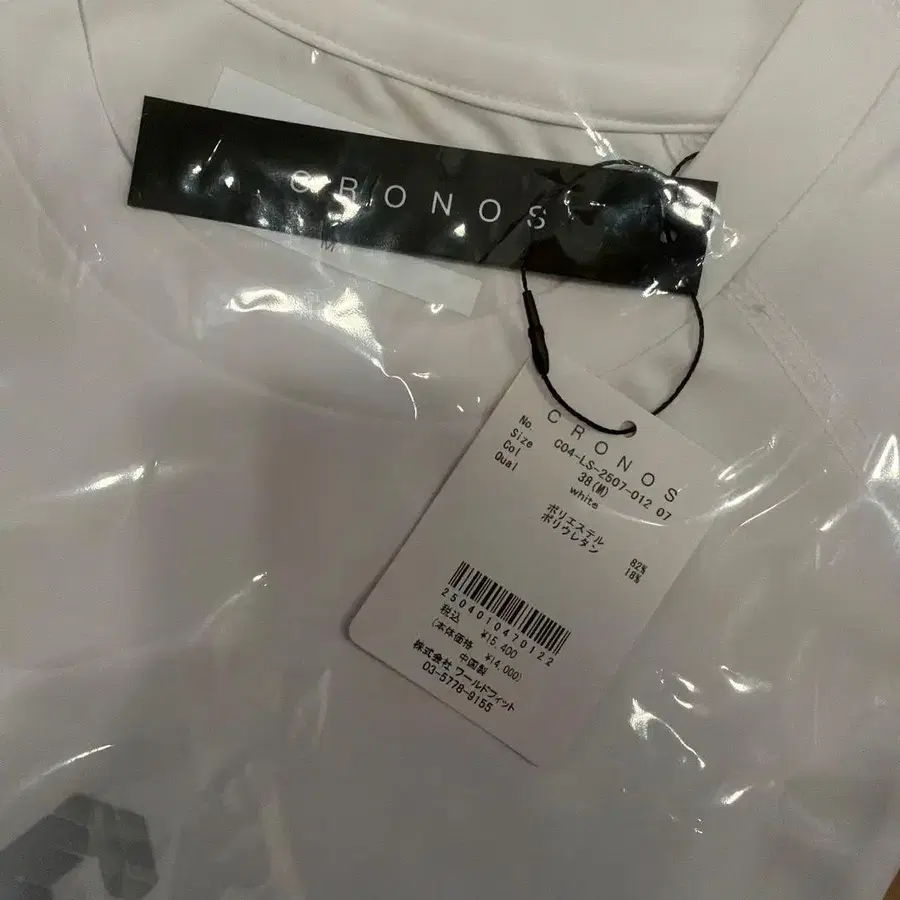 CRONOS
M
CRONOS
No. C04-LS-2507-012 07
Size 38(M)
Col white
Qual ポリエステル 82%
ポリウレタン 18%
2504010470122
税込 ¥15,400
(本体価格 ¥14,000)
中国製
株式会社 ワールドフィット
03-5778-9155